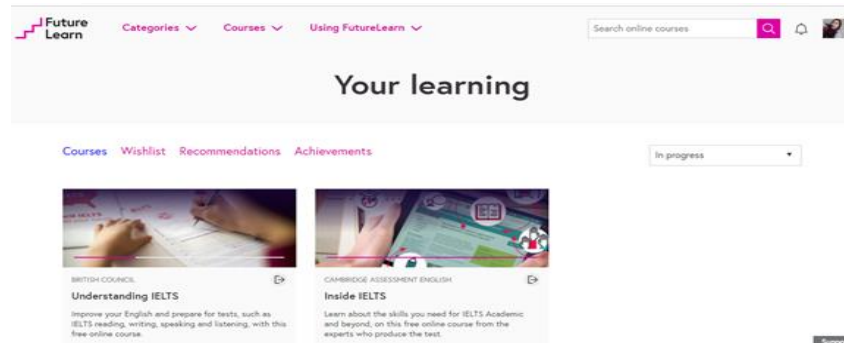 Future
Learn
Categories
Courses
Using FutureLearn
Search online courses
Your learning
Courses Wishlist Recommendations Achievements
In progress
BRITISH COUNCIL
Understanding IELTS
Improve your English and prepare for tests, such as
IELTS reading, writing, speaking and listening, with this
free online course.
CAMBRIDGE ASSESSMENT ENGLISH
Inside IELTS
Learn about the skills you need for IELTS Academic
and beyond, on this free online course from the
experts who produce the test.